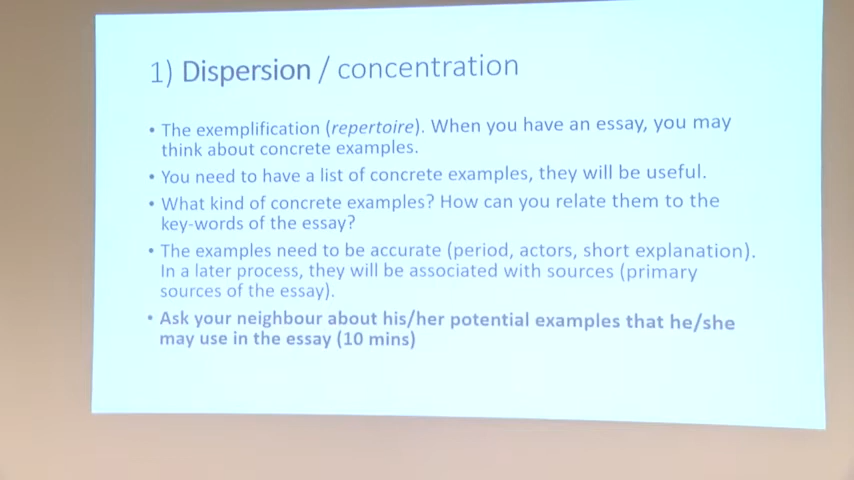 1) Dispersion / concentration
• The exemplification (repertoire). When you have an essay, you may
think about concrete examples.
• You need to have a list of concrete examples, they will be useful.
• What kind of concrete examples? How can you relate them to the
key-words of the essay?
• The examples need to be accurate (period, actors, short explanation).
In a later process, they will be associated with sources (primary
sources of the essay).
• Ask your neighbour about his/her potential examples that he/she
may use in the essay (10 mins)